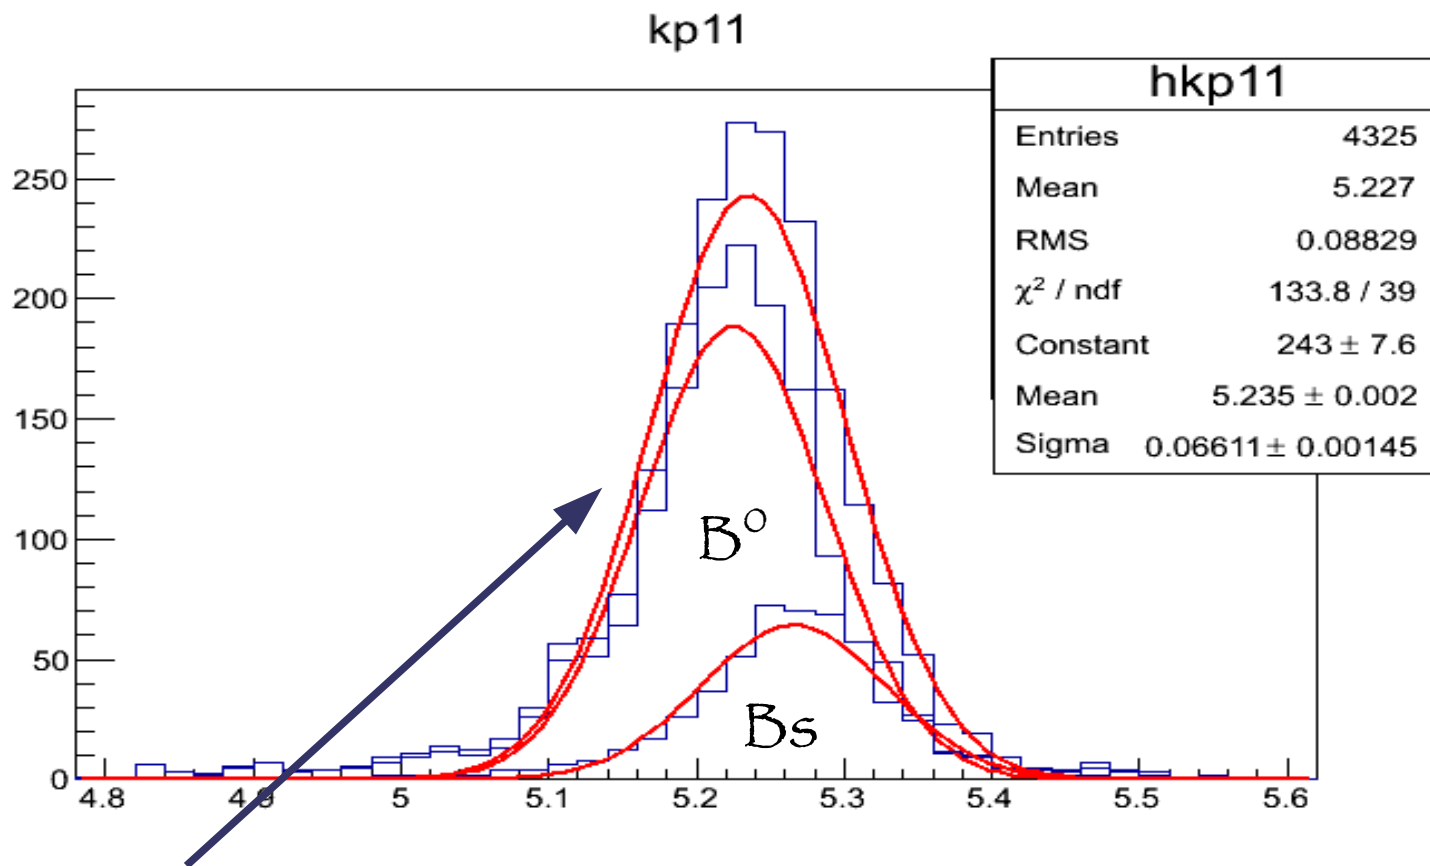 kp11
hkp11
Entries 4325
Mean 5.227
RMS 0.08829
χ² / ndf 133.8 / 39
Constant 243 ± 7.6
Mean 5.235 ± 0.002
Sigma 0.06611 ± 0.00145
250
200
150
100
50
0
B⁰
Bs
4.8 4.9 5 5.1 5.2 5.3 5.4 5.5 5.6